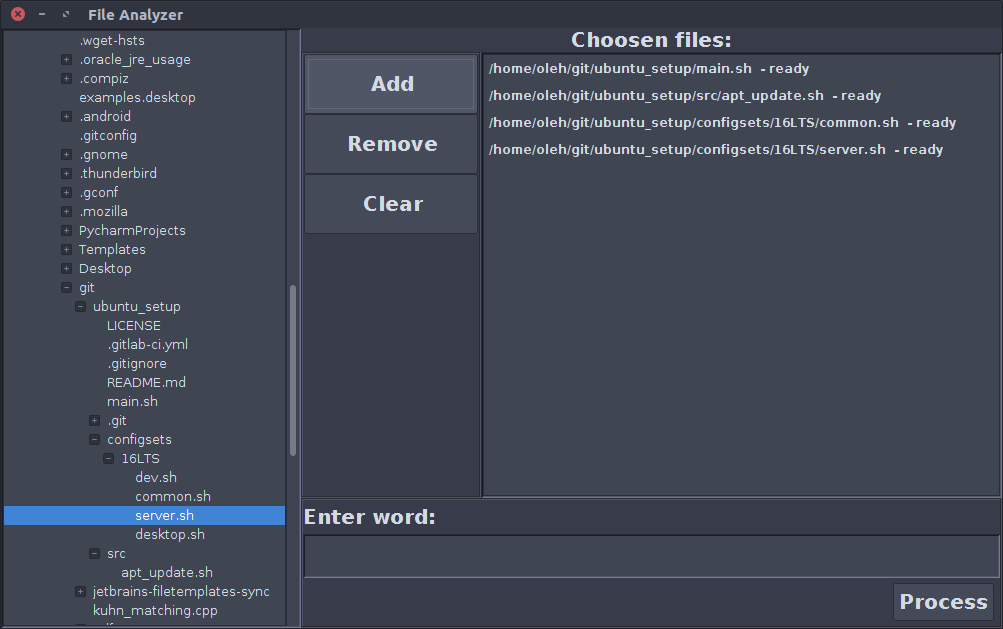 File Analyzer
.wget-hsts
.oracle_jre_usage
.compiz
examples.desktop
.android
.gitconfig
.gnome
.thunderbird
.gconf
.mozilla
PycharmProjects
Templates
Desktop
git
ubuntu_setup
LICENSE
.gitlab-ci.yml
.gitignore
README.md
main.sh
.git
configsets
16LTS
dev.sh
common.sh
server.sh
desktop.sh
src
apt_update.sh
jetbrains-filetemplates-sync
kuhn_matching.cpp
Add
Remove
Clear
Choosen files:
/home/oleh/git/ubuntu_setup/main.sh - ready
/home/oleh/git/ubuntu_setup/src/apt_update.sh - ready
/home/oleh/git/ubuntu_setup/configsets/16LTS/common.sh - ready
/home/oleh/git/ubuntu_setup/configsets/16LTS/server.sh - ready
Enter word:
Process